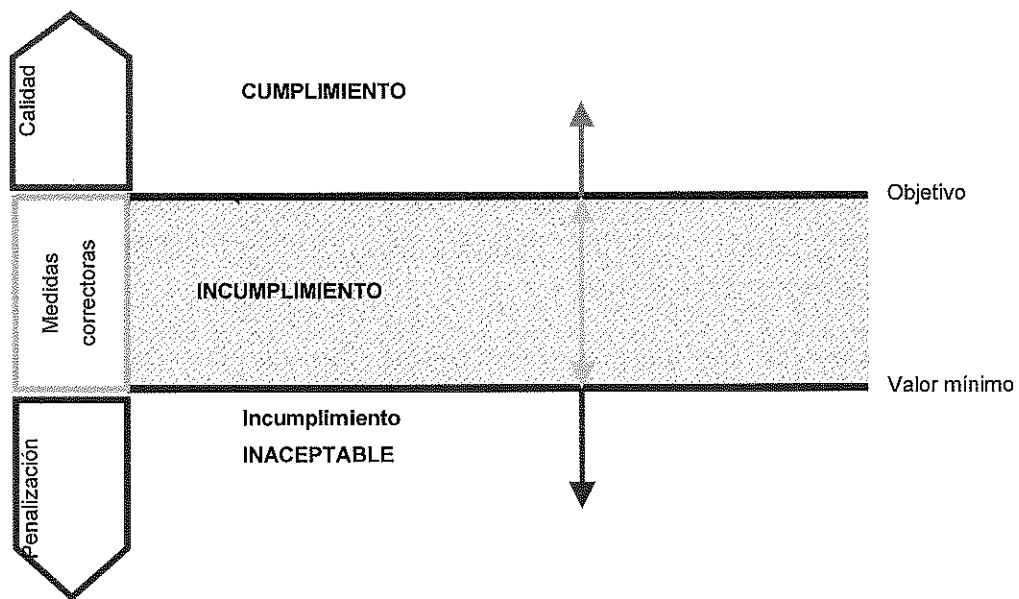 Calidad
CUMPLIMIENTO
Objetivo
Medidas
correctoras
INCUMPLIMIENTO
Valor mínimo
Incumplimiento
INACEPTABLE
Penalización